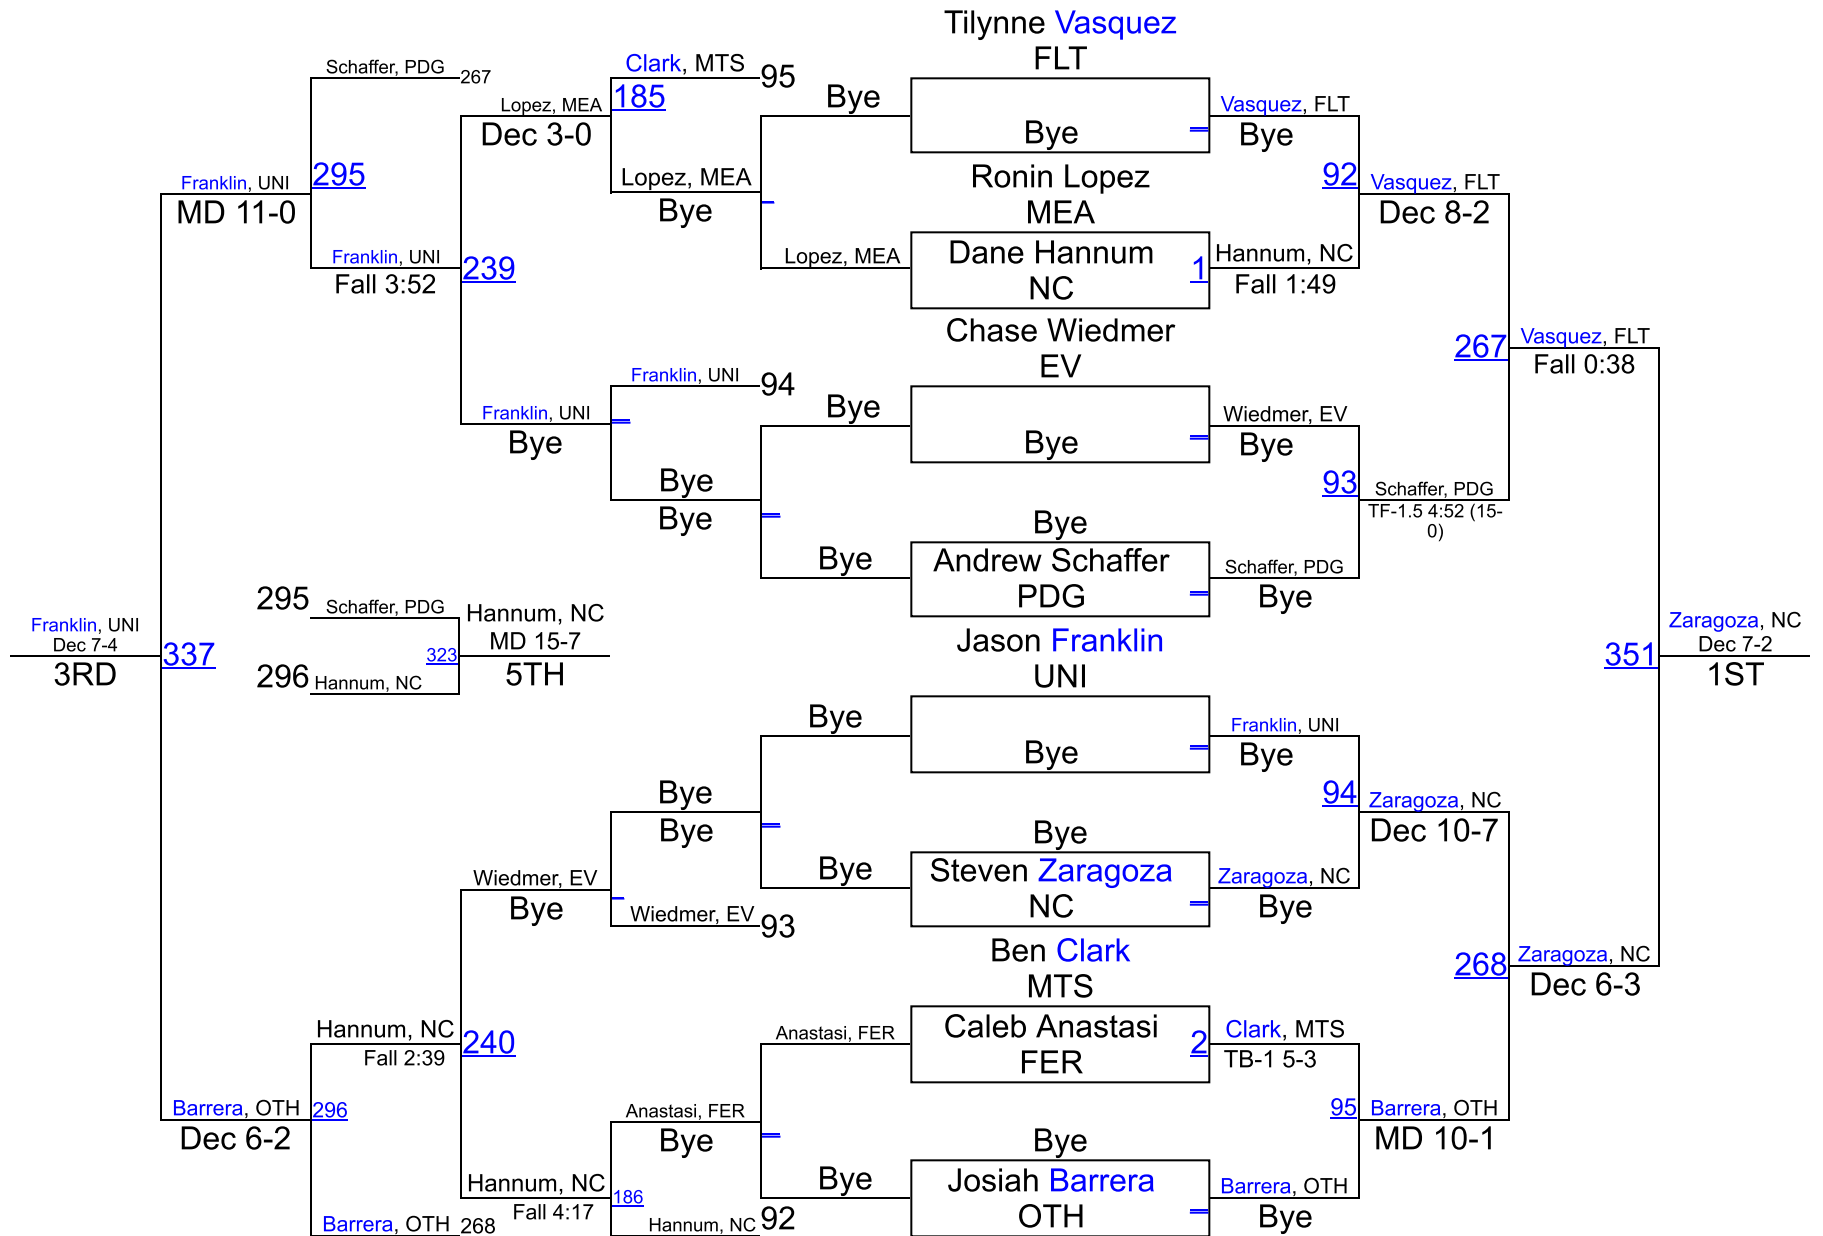 Tilynne Vasquez
FLT
Schaffer, PDG
267
Clark, MTS
95
185
Bye
Lopez, MEA
Dec 3-0
Bye
Vasquez, FLT
Bye
Ronin Lopez
MEA
295
Franklin, UNI
MD 11-0
Lopez, MEA
Bye
92
Vasquez, FLT
Dec 8-2
Franklin, UNI
Fall 3:52
239
Lopez, MEA
Dane Hannum
NC
1
Hannum, NC
Fall 1:49
Chase Wiedmer
EV
267
Vasquez, FLT
Fall 0:38
Franklin, UNI
94
Franklin, UNI
Bye
Bye
Bye
Wiedmer, EV
Bye
Bye
Bye
93
Schaffer, PDG
TF-1.5 4:52 (15-
0)
Bye
Bye
Andrew Schaffer
PDG
Schaffer, PDG
Bye
295
Schaffer, PDG
Hannum, NC
MD 15-7
5TH
323
296
Hannum, NC
Franklin, UNI
Dec 7-4
3RD
337
Jason Franklin
UNI
351
Zaragoza, NC
Dec 7-2
1ST
Bye
Bye
Franklin, UNI
Bye
Bye
Bye
94
Zaragoza, NC
Dec 10-7
Bye
Bye
Steven Zaragoza
NC
Zaragoza, NC
Bye
Wiedmer, EV
Bye
Wiedmer, EV
93
Ben Clark
MTS
268
Zaragoza, NC
Dec 6-3
Hannum, NC
Fall 2:39
240
Anastasi, FER
Caleb Anastasi
FER
2
Clark, MTS
TB-1 5-3
Barrera, OTH
Dec 6-2
296
Anastasi, FER
Bye
95
Barrera, OTH
MD 10-1
Bye
Bye
Josiah Barrera
OTH
Barrera, OTH
Bye
Hannum, NC
Fall 4:17
186
Barrera, OTH
268
Hannum, NC
92